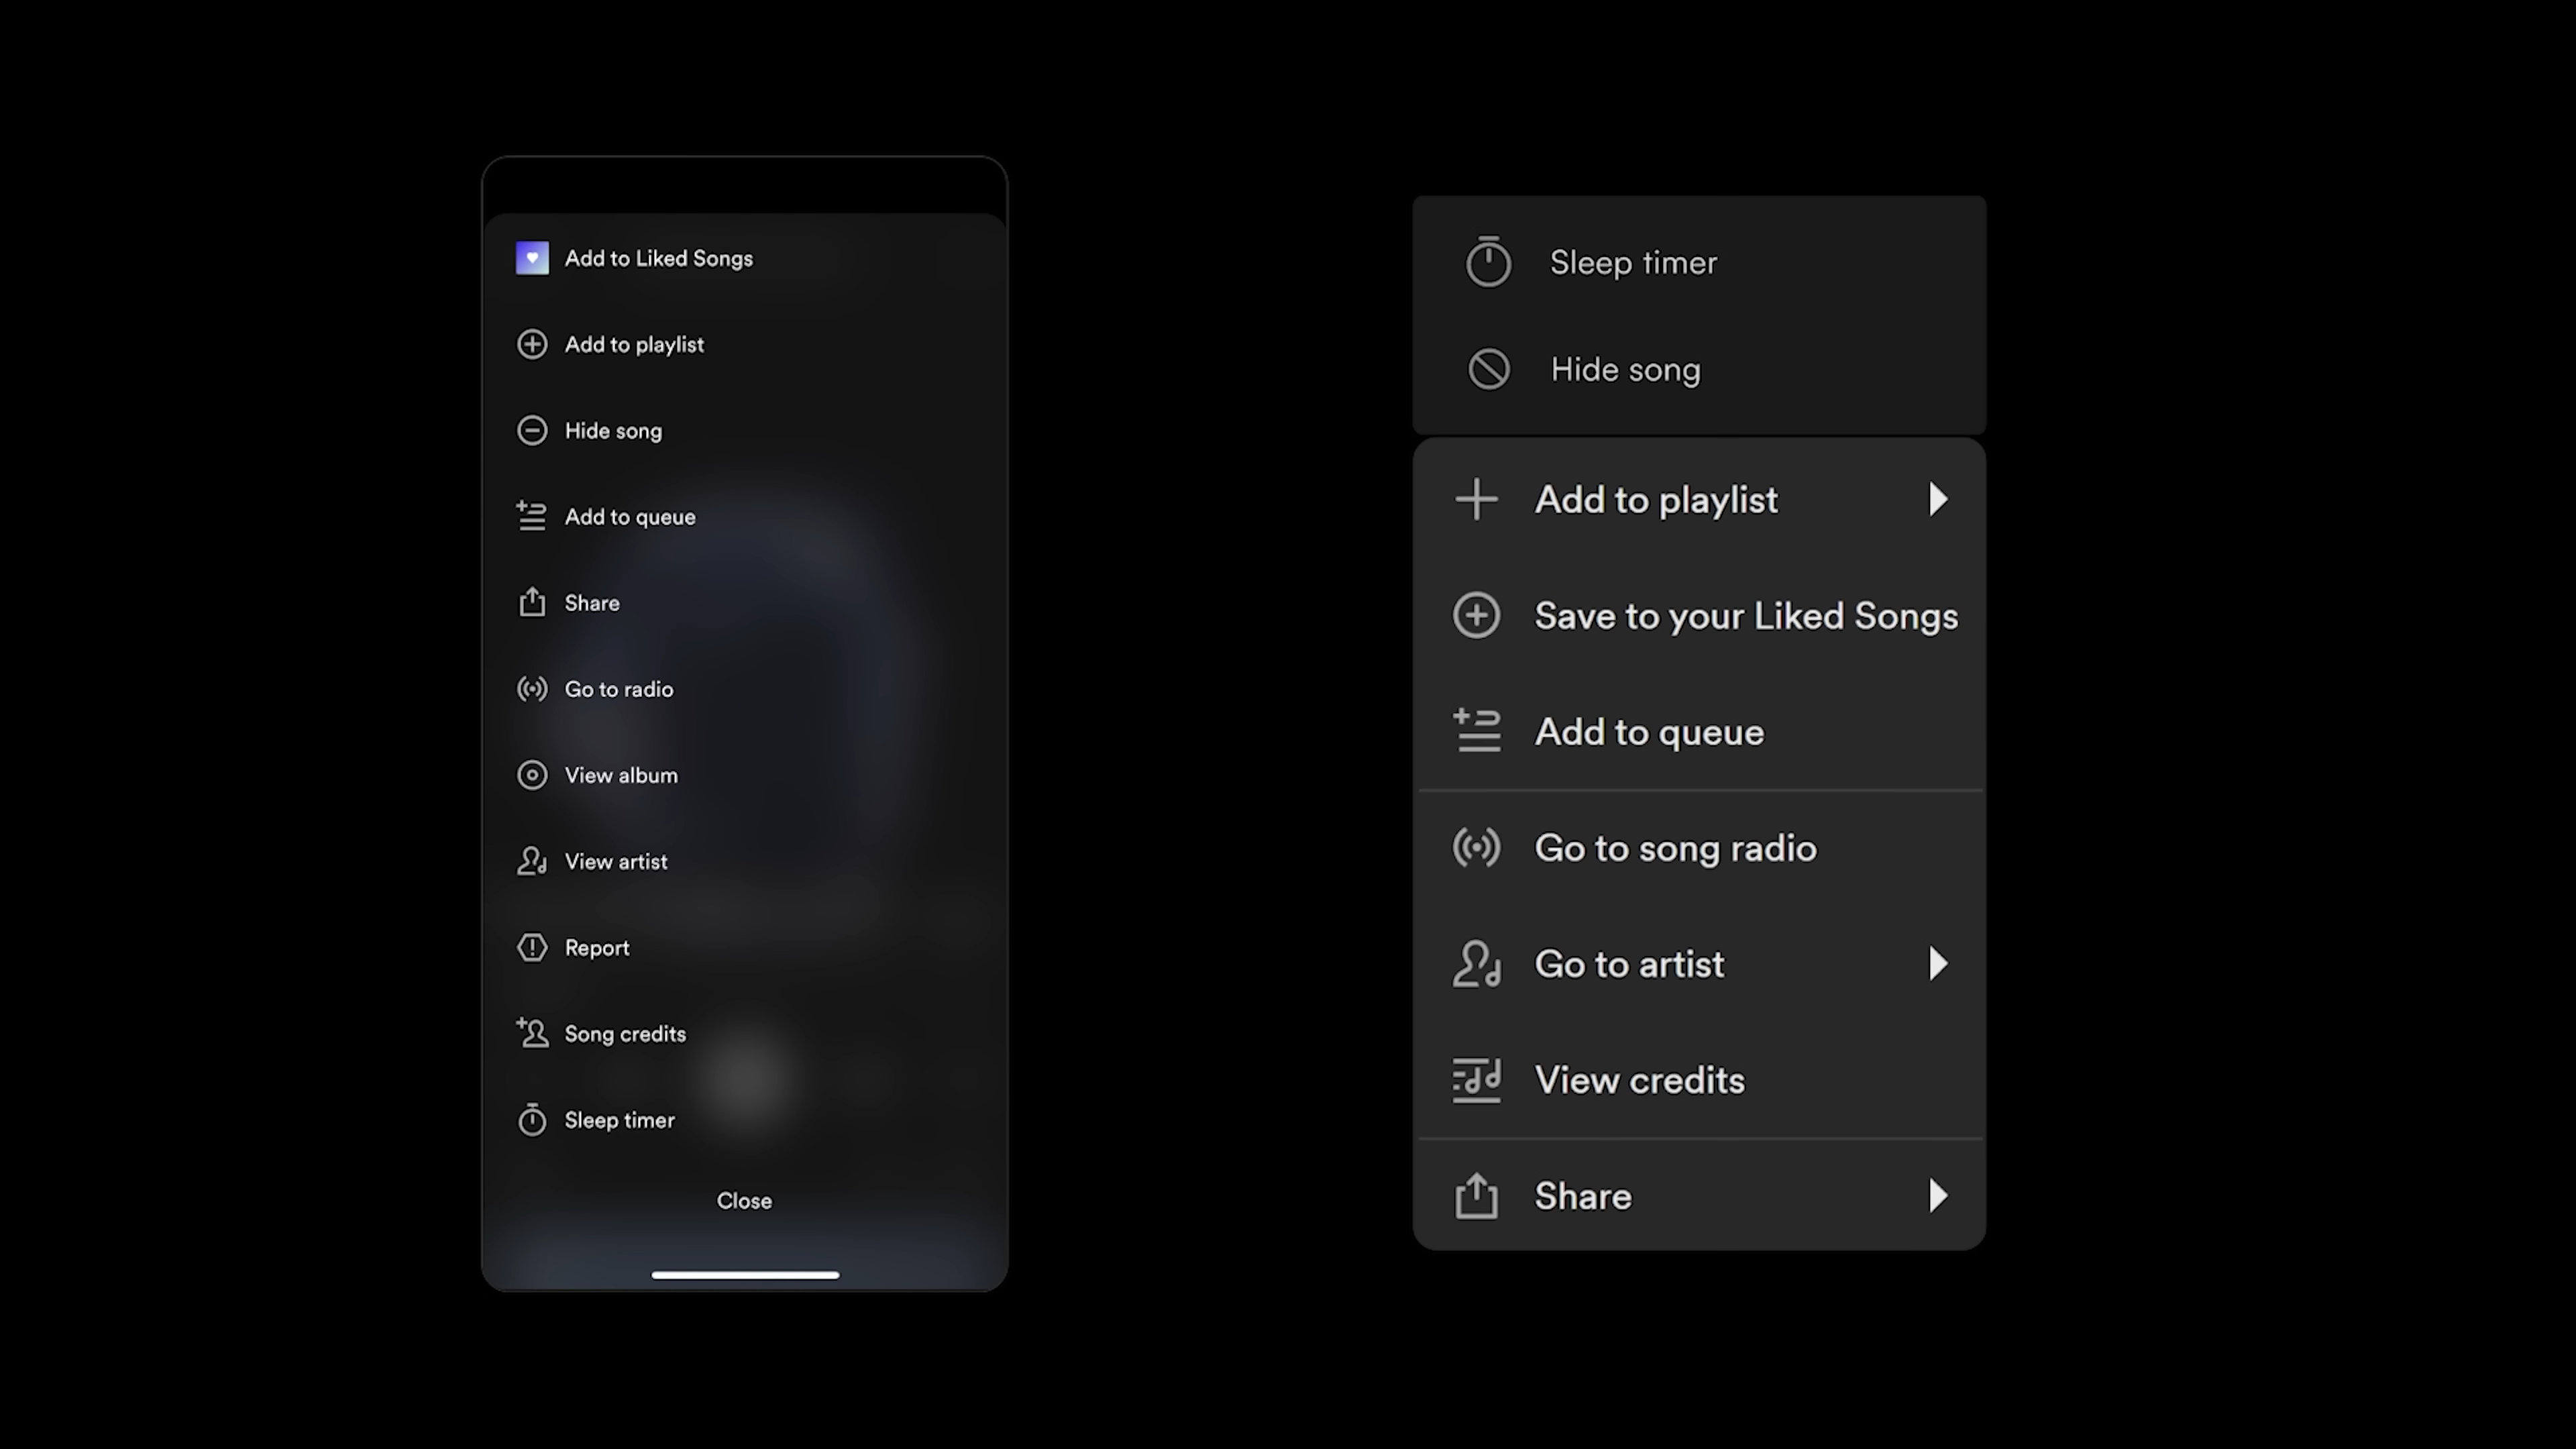 Add to Liked Songs
Add to playlist
Hide song
Add to queue
Share
Go to radio
View album
View artist
Report
Song credits
Sleep timer
Close
Sleep timer
Hide song
Add to playlist
Save to your Liked Songs
Add to queue
Go to song radio
Go to artist
View credits
Share